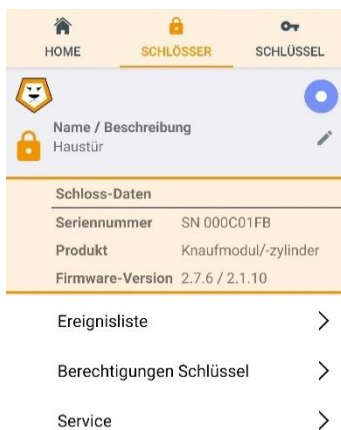 HOME SCHLÖSSER SCHLÜSSEL
Name / Beschreibung
Haustür
Schloss-Daten
Seriennummer SN 000C01FB
Produkt Knaufmodul/-zylinder
Firmware-Version 2.7.6 / 2.1.10
Ereignisliste
Berechtigungen Schlüssel
Service